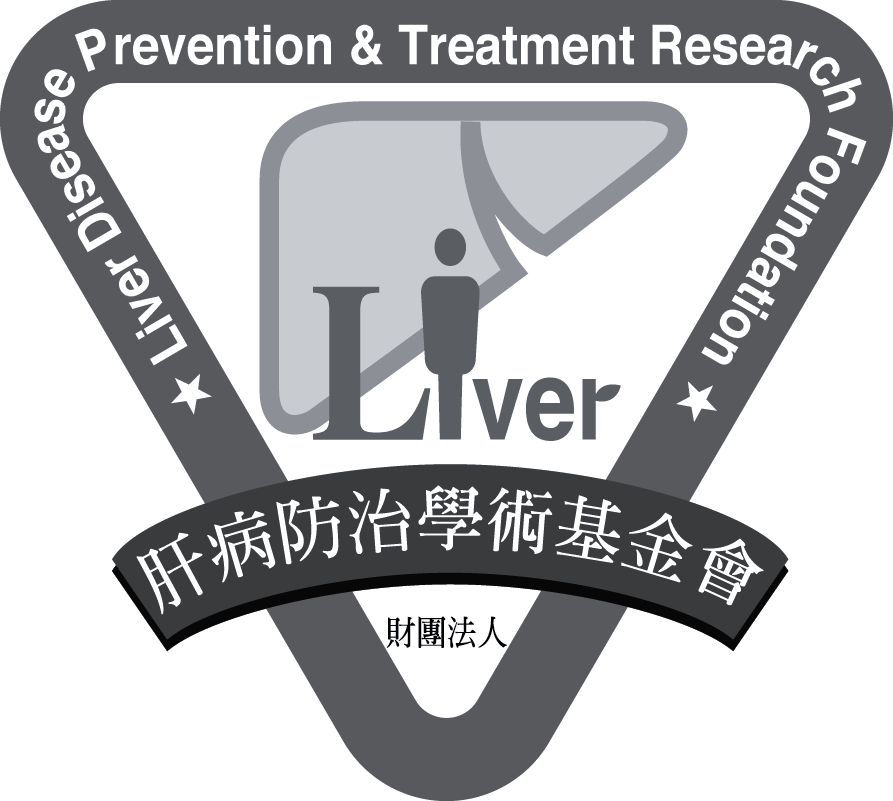 Liver Disease Prevention & Treatment Research Foundation
Liver
肝病防治學術基金會
財團法人